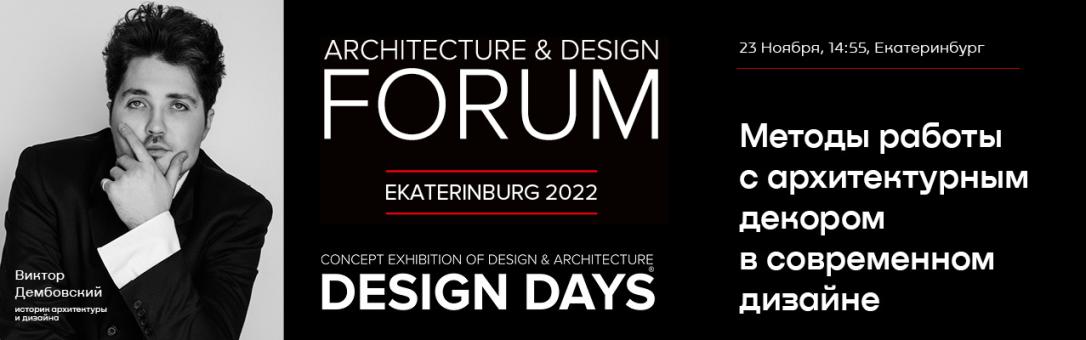 Виктор
Дембовский
историк архитектуры
и дизайна
ARCHITECTURE & DESIGN
FORUM
EKATERINBURG 2022
CONCEPT EXHIBITION OF DESIGN & ARCHITECTURE
DESIGN DAYS®
23 Ноября, 14:55, Екатеринбург
Методы работы
с архитектурным
декором
в современном
дизайне